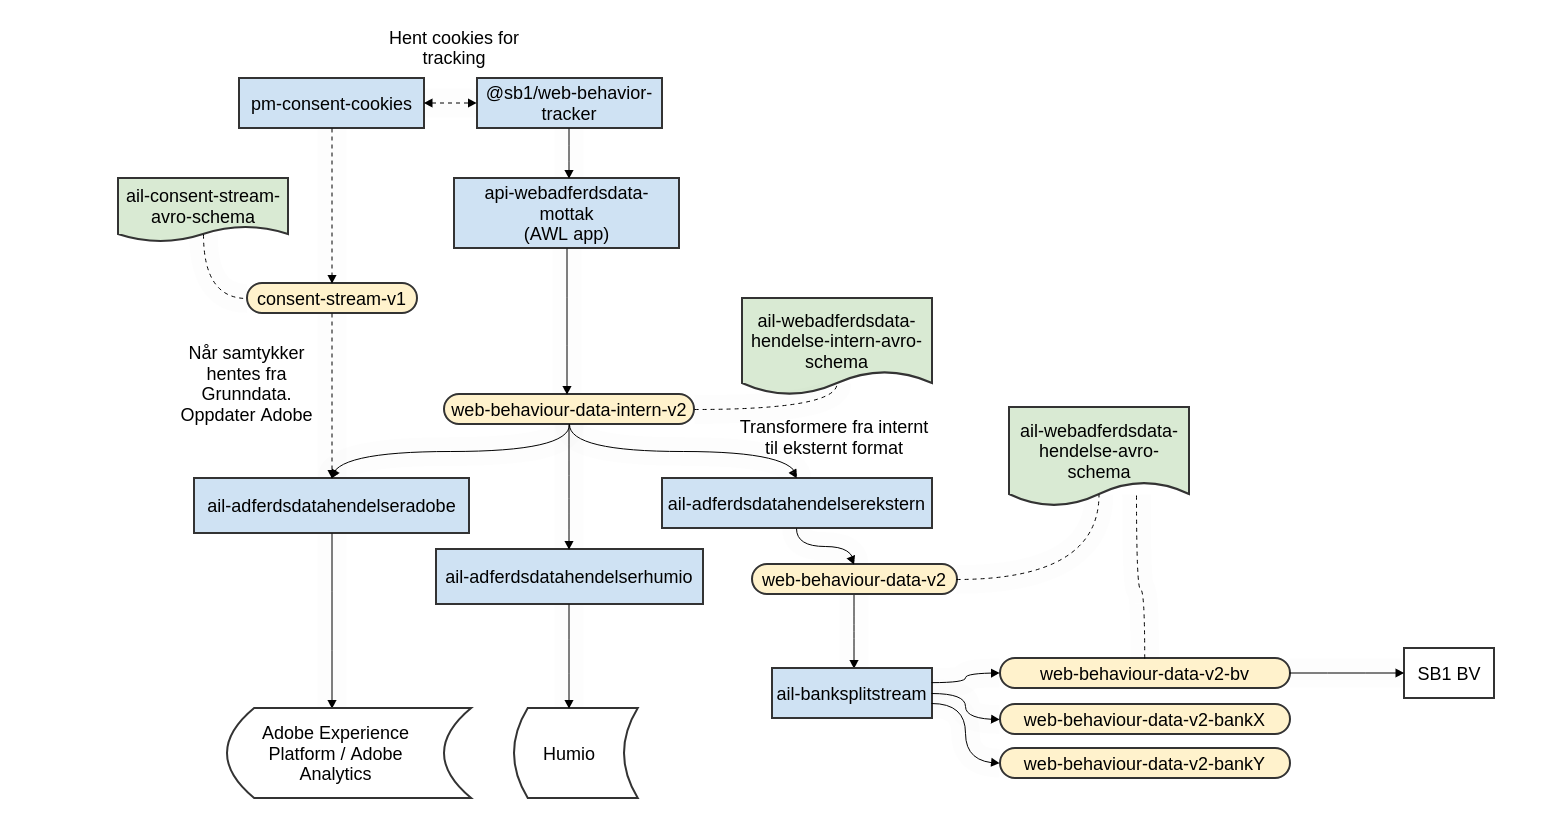 Hent cookies for
tracking
pm-consent-cookies
@sb1/web-behavior-
tracker
ail-consent-stream-
avro-schema
api-webadferdsdata-
mottak
(AWL app)
consent-stream-v1
ail-webadferdsdata-
hendelse-intern-avro-
schema
Når samtykker
hentes fra
Grunndata.
Oppdater Adobe
web-behaviour-data-intern-v2
Transformere fra internt
til eksternt format
ail-webadferdsdata-
hendelse-avro-
schema
ail-adferdsdatahendelseradobe
ail-adferdsdatahendelserekstern
ail-adferdsdatahendelserhumio
web-behaviour-data-v2
web-behaviour-data-v2-bv
SB1 BV
ail-banksplitstream
web-behaviour-data-v2-bankX
web-behaviour-data-v2-bankY
Adobe Experience
Platform / Adobe
Analytics
Humio